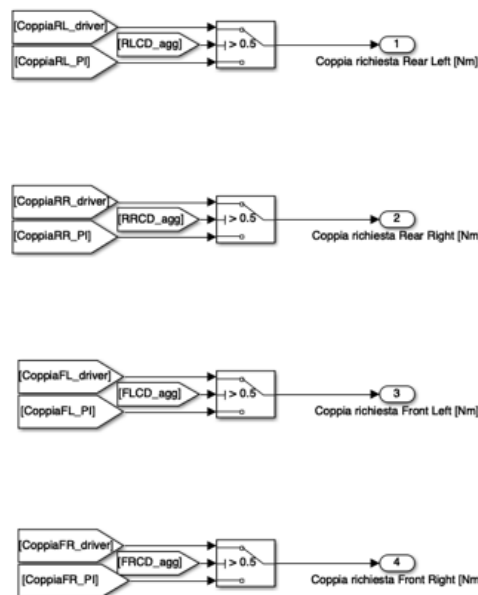 [CoppiaRL_driver]
[RLCD_agg]
> 0.5
1
[CoppiaRL_PI]
Coppia richiesta Rear Left [Nm]
[CoppiaRR_driver]
[RRCD_agg]
> 0.5
2
[CoppiaRR_PI]
Coppia richiesta Rear Right [Nm
[CoppiaFL_driver]
[FLCD_agg]
> 0.5
3
[CoppiaFL_PI]
Coppia richiesta Front Left [Nm]
[CoppiaFR_driver]
[FRCD_agg]
> 0.5
4
[CoppiaFR_PI]
Coppia richiesta Front Right [Nm